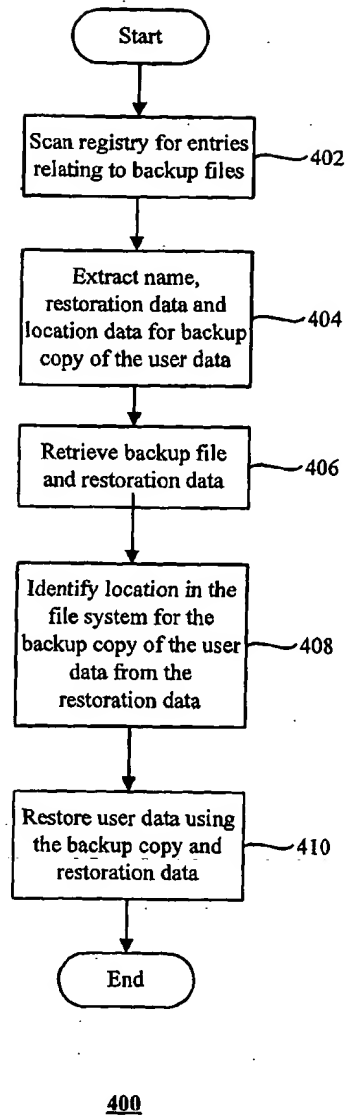 Start
Scan registry for entries
relating to backup files
402
Extract name,
restoration data and
location data for backup
copy of the user data
404
Retrieve backup file
and restoration data
406
Identify location in the
file system for the
backup copy of the user
data from the
restoration data
408
Restore user data using
the backup copy and
restoration data
410
End
400